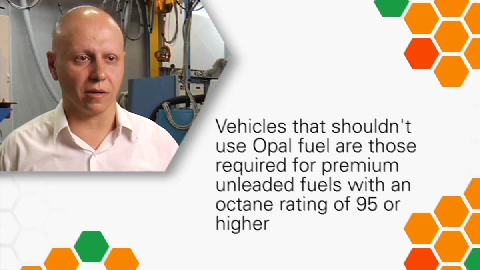 Vehicles that shouldn't
use Opal fuel are those
required for premium
unleaded fuels with an
octane rating of 95 or
higher